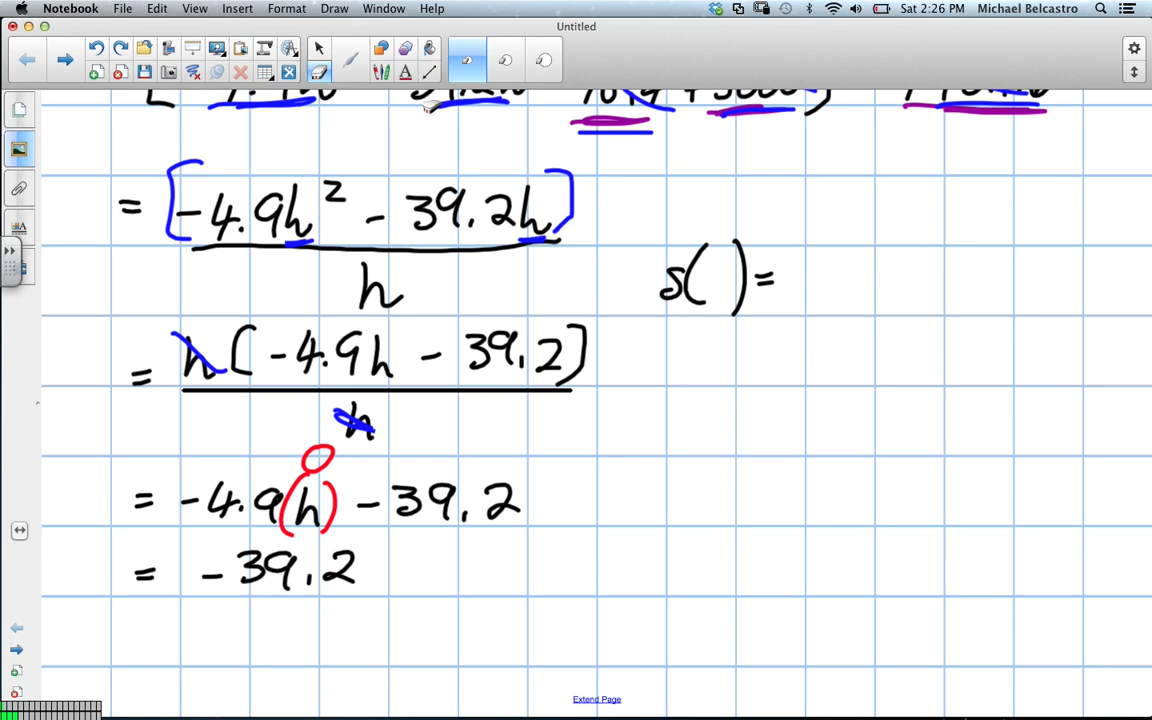 Notebook File Edit View Insert Format Draw Window Help Sat 2:26 PM Michael Belcastro
Untitled
= [-4.9h² - 39.2h]
h
s( ) =
= h[-4.9h - 39.2]
h
0
= -4.9(h) - 39.2
= -39.2
Extend Page